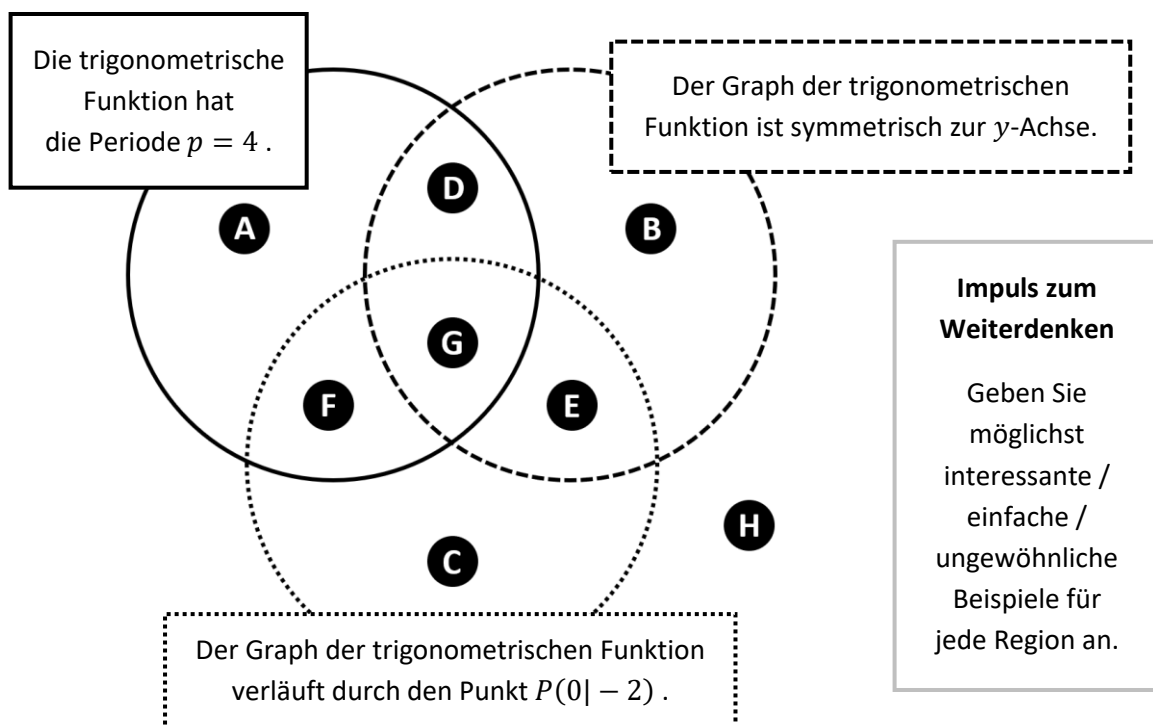 Die trigonometrische
Funktion hat
die Periode p = 4 .
Der Graph der trigonometrischen
Funktion ist symmetrisch zur y-Achse.
D
A
B
G
F
E
H
C
Der Graph der trigonometrischen Funktion
verläuft durch den Punkt P(0| − 2) .
Impuls zum
Weiterdenken
Geben Sie
möglichst
interessante /
einfache /
ungewöhnliche
Beispiele für
jede Region an.